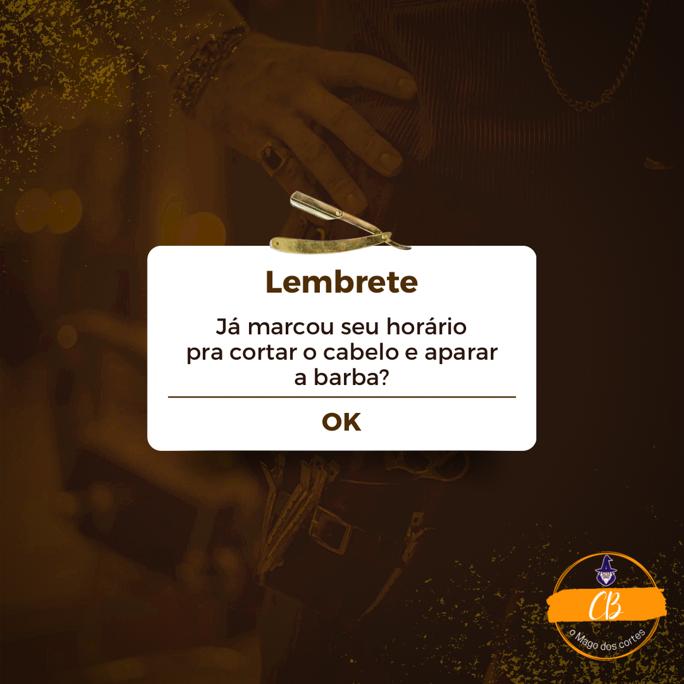 Lembrete
Já marcou seu horário
pra cortar o cabelo e aparar
a barba?
OK
CB
o Mago dos cortes